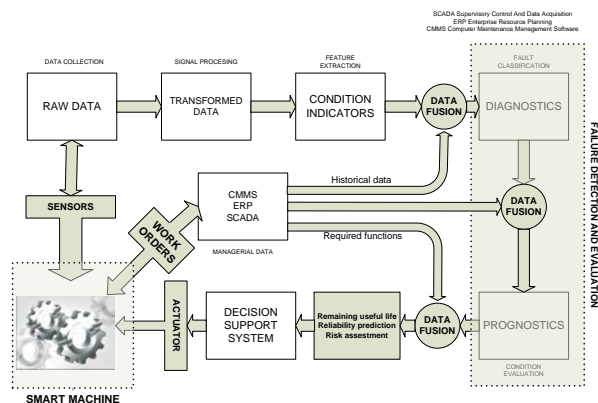 SCADA Supervisory Control And Data Acquisition
ERP Enterprise Resource Planning
CMMS Computer Maintenance Management Software
DATA COLLECTION
SIGNAL PROCESING
FEATURE
EXTRACTION
FAULT
CLASSIFICATION
RAW DATA
TRANSFORMED
DATA
CONDITION
INDICATORS
DATA
FUSION
DIAGNOSTICS
FAILURE DETECTION AND EVALUATION
Historical data
SENSORS
WORK
ORDERS
CMMS
ERP
SCADA
DATA
FUSION
Required functions
MANAGERIAL DATA
ACTUATOR
DECISION
SUPPORT
SYSTEM
Remaining useful life
Reliability prediction
Risk assestment
DATA
FUSION
PROGNOSTICS
CONDITION
EVALUATION
SMART MACHINE